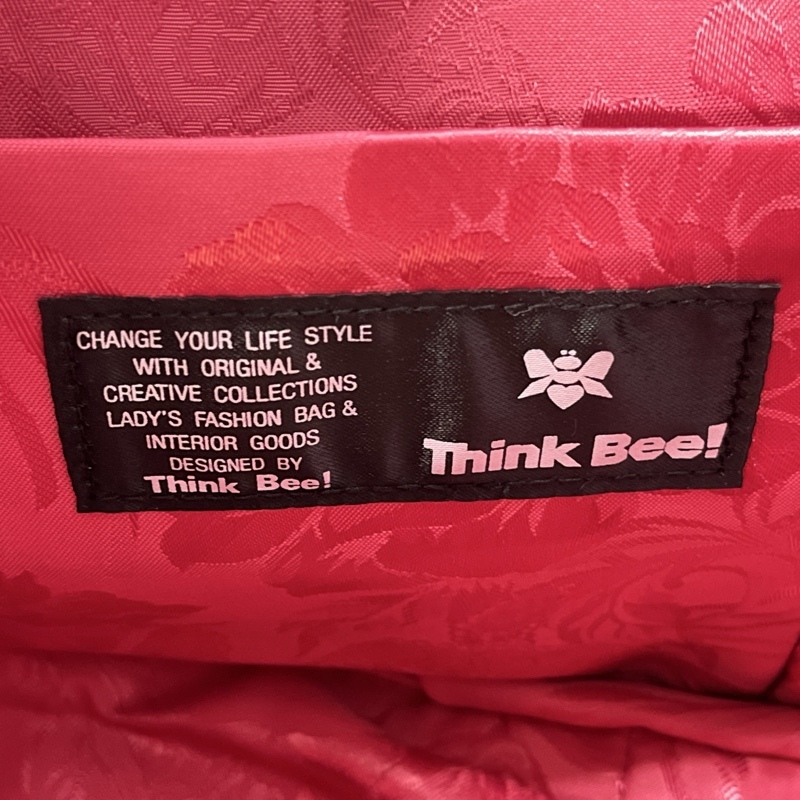 CHANGE YOUR LIFE STYLE
WITH ORIGINAL &
CREATIVE COLLECTIONS
LADY'S FASHION BAG &
INTERIOR GOODS
DESIGNED BY
Think Bee!
Think Bee!